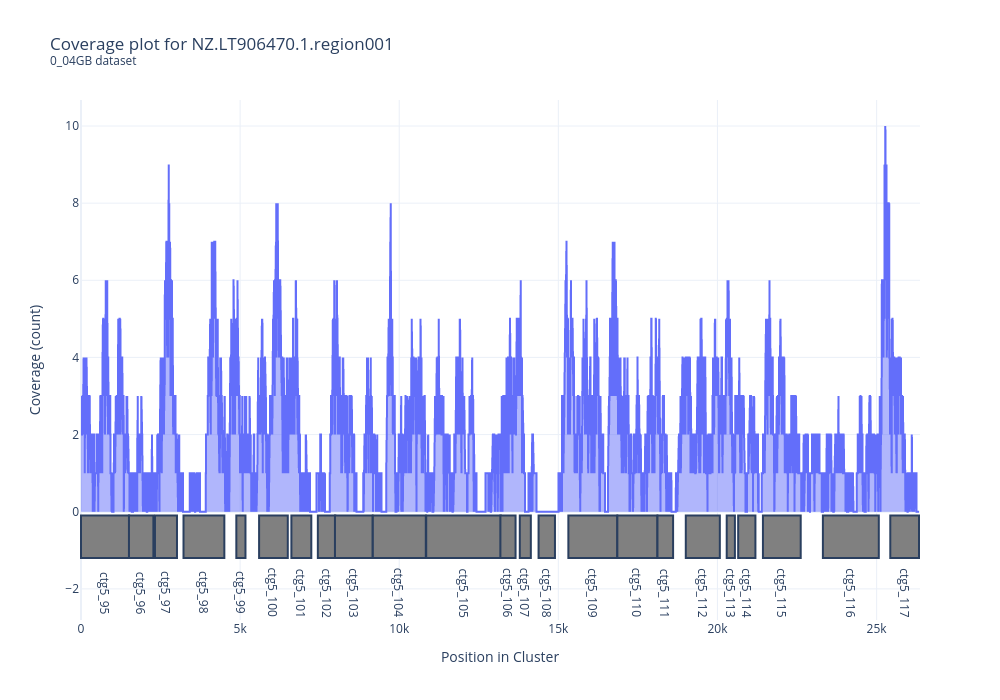 Coverage plot for NZ.LT906470.1.region001
0_04GB dataset
10
8
6
4
2
0
−2
Coverage (count)
ctg5_95
ctg5_96
ctg5_97
ctg5_98
ctg5_99
ctg5_100
ctg5_101
ctg5_102
ctg5_103
ctg5_104
ctg5_105
ctg5_106
ctg5_107
ctg5_108
ctg5_109
ctg5_110
ctg5_111
ctg5_112
ctg5_113
ctg5_114
ctg5_115
ctg5_116
ctg5_117
0 5k 10k 15k 20k 25k
Position in Cluster